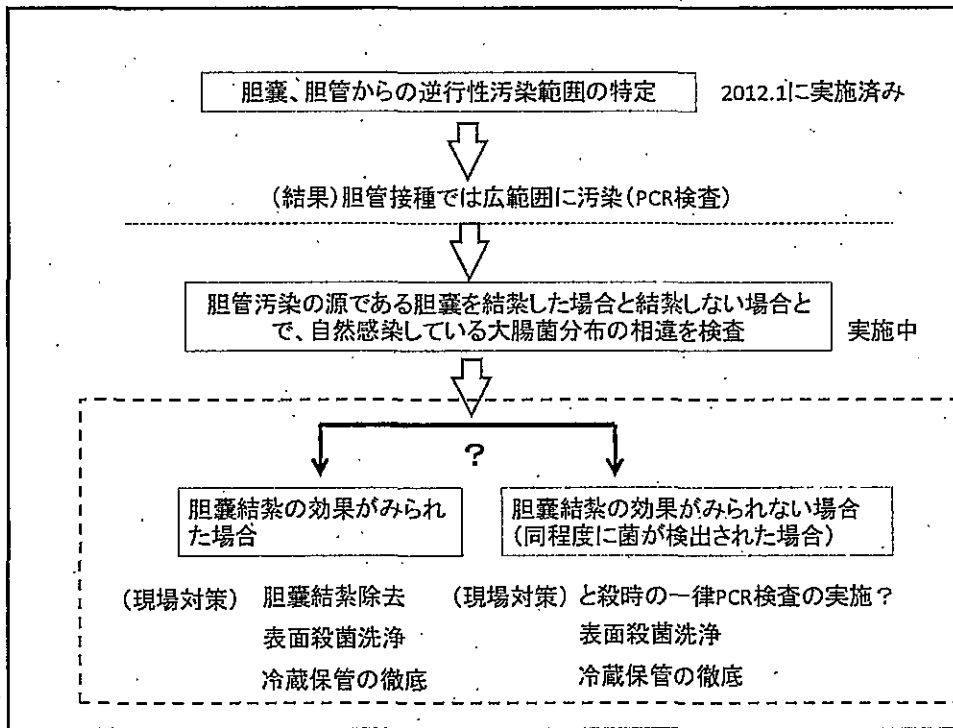 胆嚢、胆管からの逆行性汚染範囲の特定 2012.1に実施済み
(結果)胆管接種では広範囲に汚染(PCR検査)
胆管汚染の源である胆嚢を結紮した場合と結紮しない場合と
で、自然感染している大腸菌分布の相違を検査 実施中
?
胆嚢結紮の効果がみられ
た場合
胆嚢結紮の効果がみられない場合
(同程度に菌が検出された場合)
(現場対策) 胆嚢結紮除去
表面殺菌洗浄
冷蔵保管の徹底
(現場対策) と殺時の一律PCR検査の実施?
表面殺菌洗浄
冷蔵保管の徹底